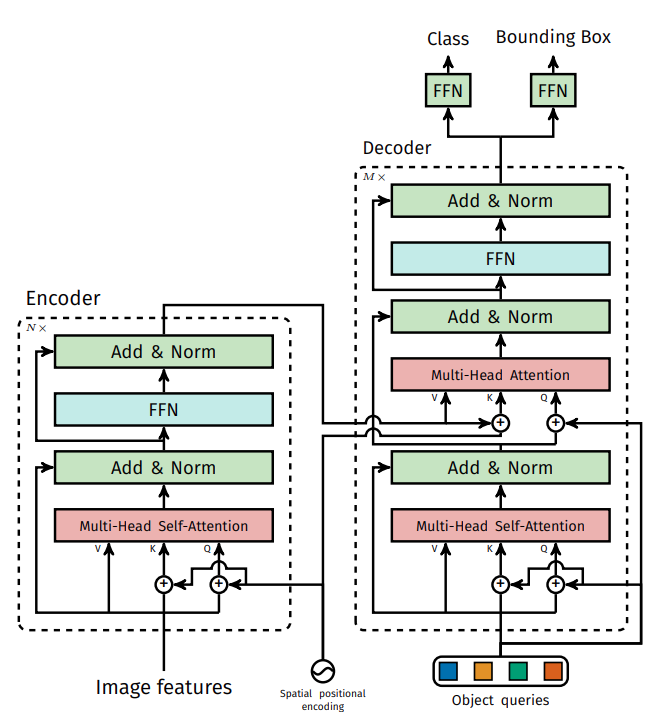 Class
Bounding Box
FFN
FFN
Decoder
M×
Add & Norm
FFN
Add & Norm
Multi-Head Attention
V
K
Q
Add & Norm
Multi-Head Self-Attention
V
K
Q
Object queries
Encoder
N×
Add & Norm
FFN
Add & Norm
Multi-Head Self-Attention
V
K
Q
Image features
Spatial positional
encoding